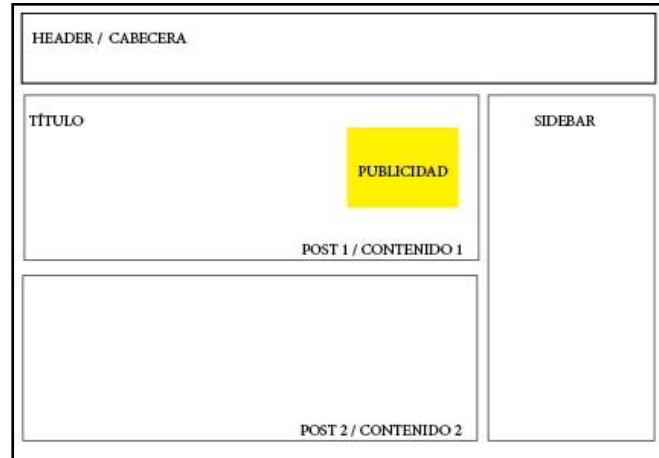 HEADER / CABECERA
TÍTULO
PUBLICIDAD
POST 1 / CONTENIDO 1
SIDEBAR
POST 2 / CONTENIDO 2